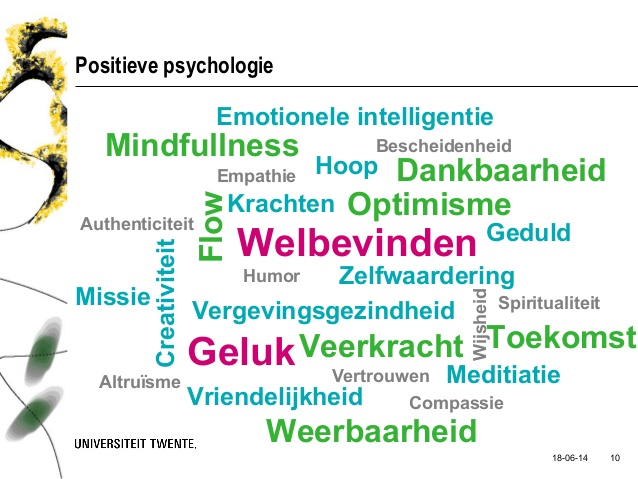 Positieve psychologie
Emotionele intelligentie
Mindfullness
Bescheidenheid
Empathie
Hoop
Dankbaarheid
Krachten
Optimisme
Authenticiteit
Flow
Welbevinden
Geduld
Creativiteit
Humor
Zelfwaardering
Missie
Vergevingsgezindheid
Wijsheid
Spiritualiteit
Geluk
Veerkracht
Toekomst
Altruïsme
Vertrouwen
Meditiatie
Vriendelijkheid
Compassie
Weerbaarheid
UNIVERSITEIT TWENTE.
18-06-14
10